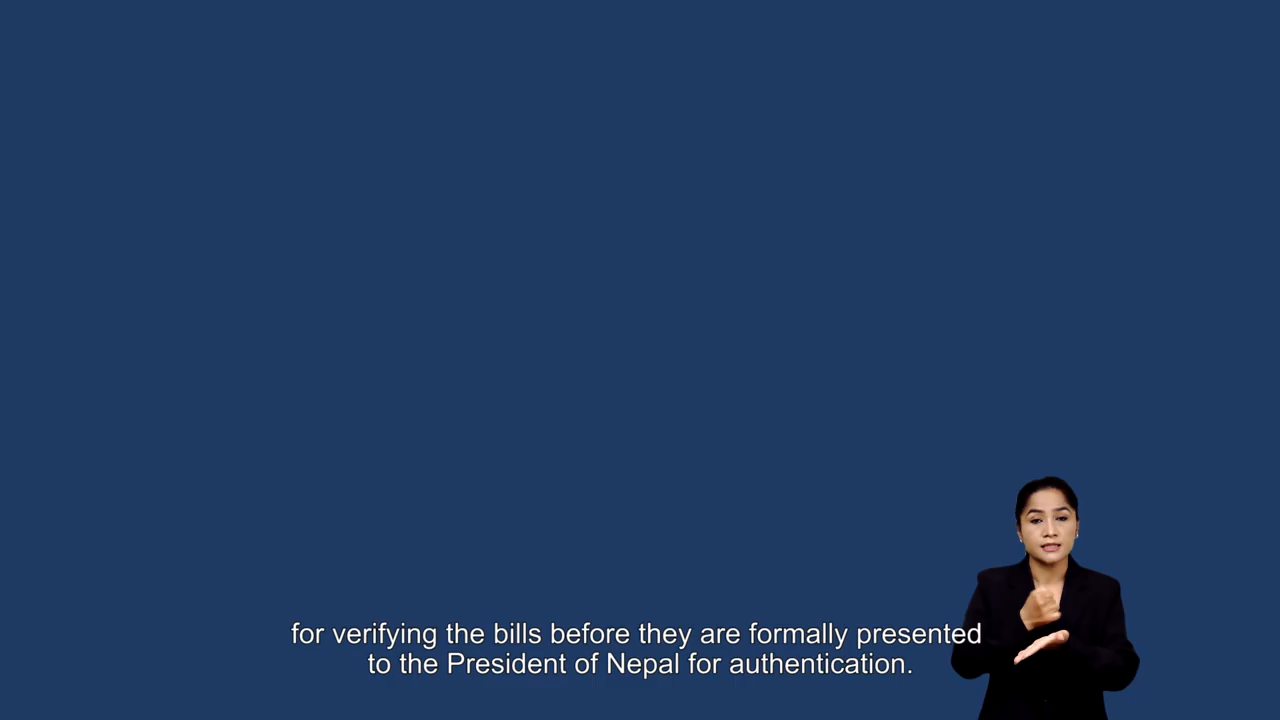 for verifying the bills before they are formally presented
to the President of Nepal for authentication.